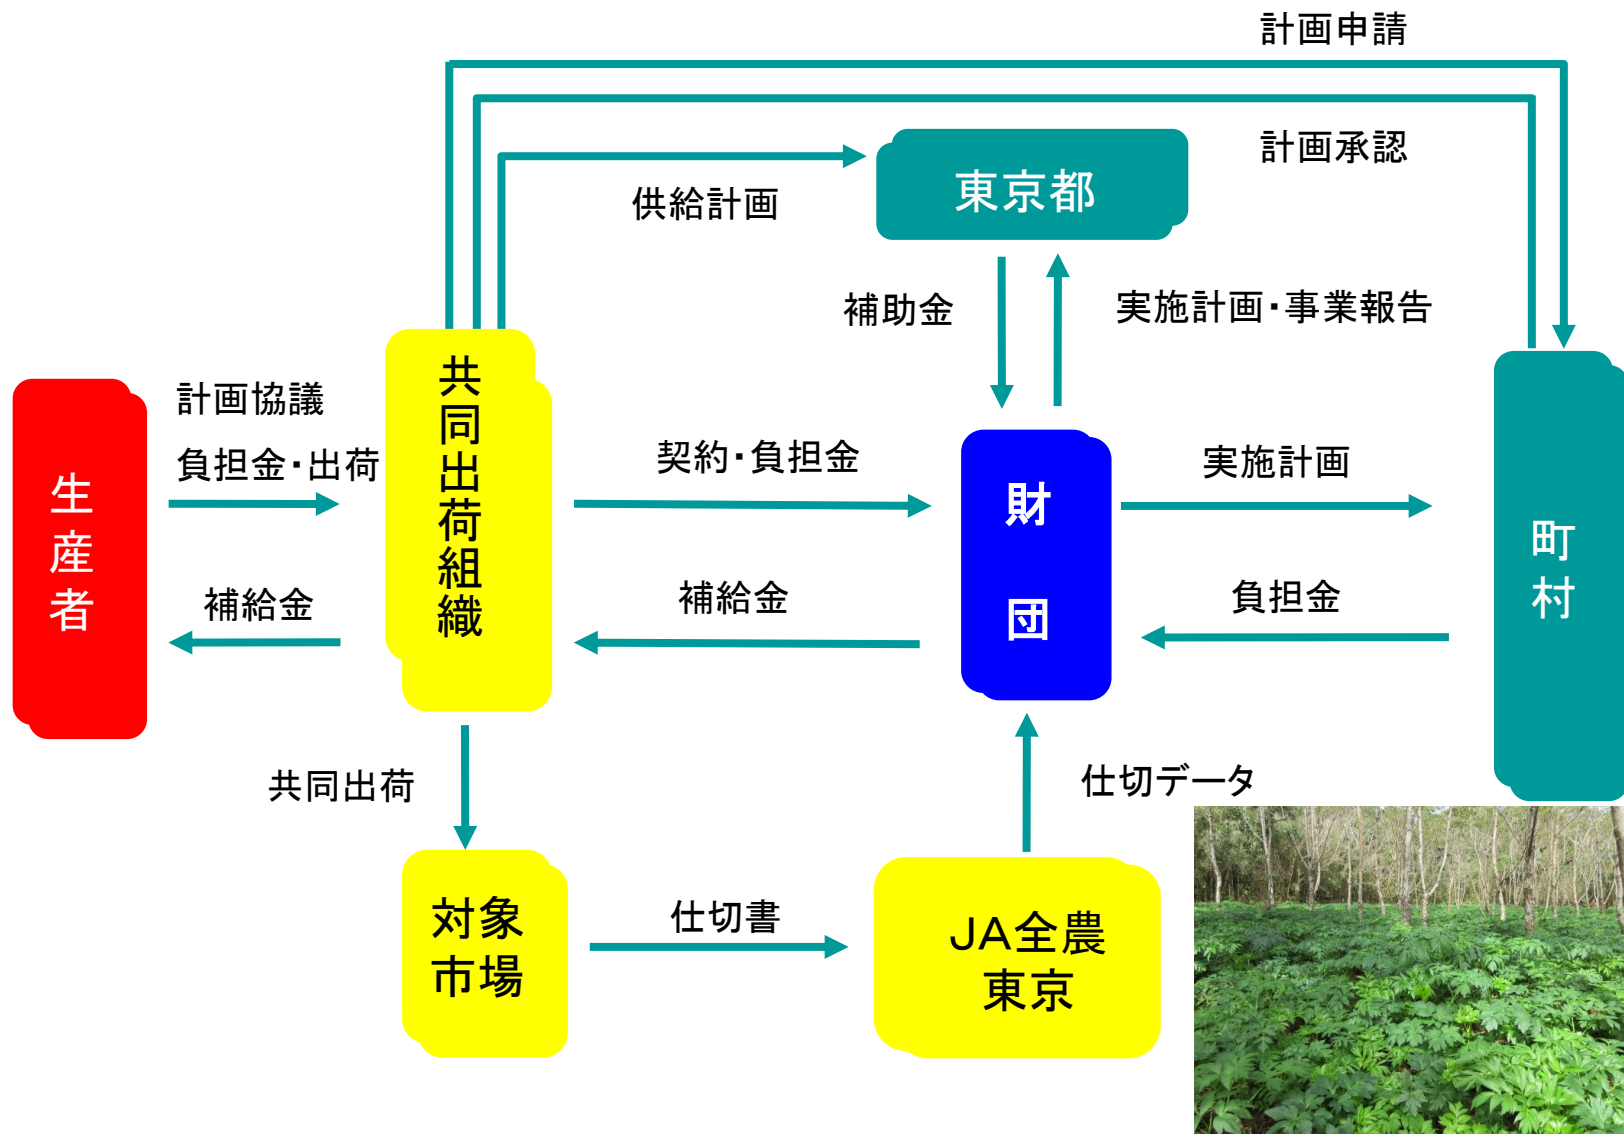 計画申請
計画承認
東京都
供給計画
補助金
実施計画・事業報告
共同出荷組織
計画協議
負担金・出荷
契約・負担金
実施計画
生産者
財団
町村
補給金
補給金
負担金
共同出荷
仕切データ
対象
市場
仕切書
JA全農
東京